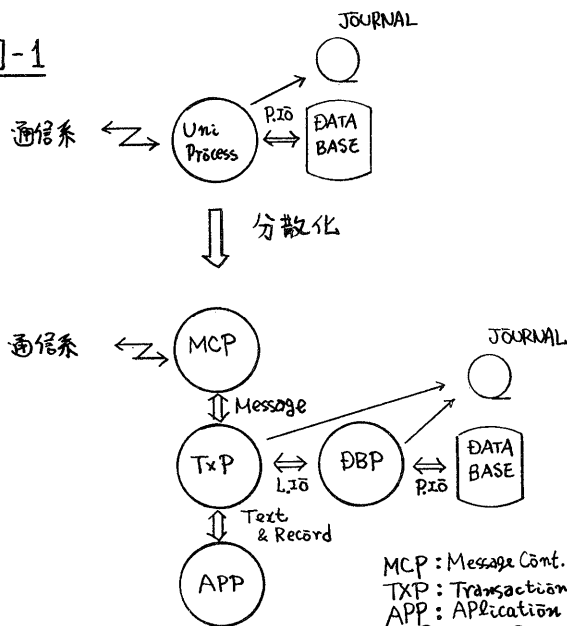 -1
JOURNAL
通信系
Uni
Process
P.IO
DATA
BASE
分散化
通信系
MCP
JOURNAL
Message
TxP
L.IO
DBP
P.IO
DATA
BASE
Text
& Record
APP
MCP : Message Cont.
TXP : Transaction
APP : APlication